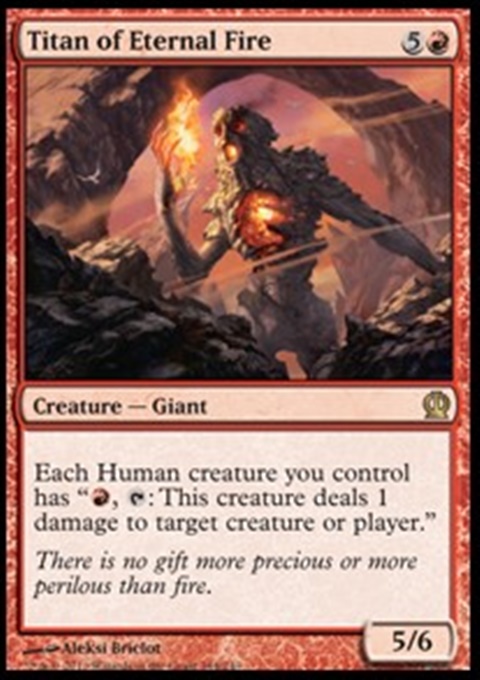 Titan of Eternal Fire 5
Creature — Giant
Each Human creature you control
has “ , : This creature deals 1
damage to target creature or player.”
There is no gift more precious or more
perilous than fire.
Aleksi Briclot
5/6